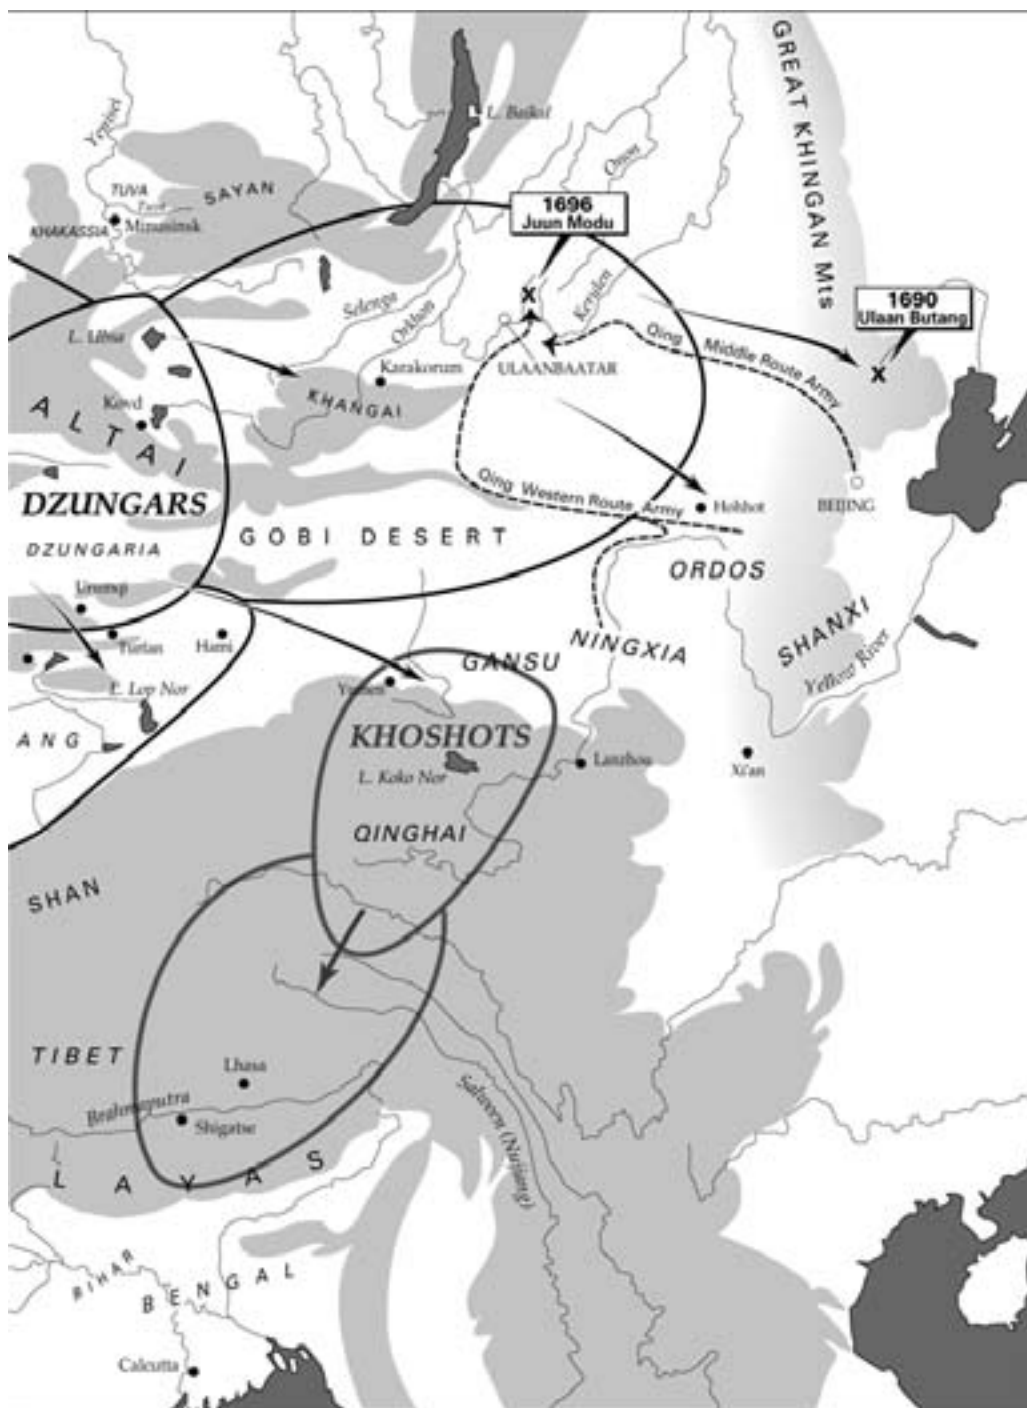 GREAT KHINGAN Mts
Yenisei
L. Baikal
Onon
TUVA
SAYAN
KHAKASSIA
Minusinsk
1696
Juun Modu
Selenga
Orkhon
Kerulen
1690
Ulaan Butang
L. Ubsa
Qing Middle Route Army
Karakorum
ULAANBAATAR
KHANGAI
Kovd
ALTAI
DZUNGARS
Qing Western Route Army
Hohhot
BEIJING
GOBI DESERT
DZUNGARIA
ORDOS
Urumqi
Turfan
Hami
NINGXIA
SHANXI
Yellow River
GANSU
L. Lop Nor
Yumen
ANG
KHOSHOTS
L. Koko Nor
Lanzhou
Xi'an
QINGHAI
SHAN
TIBET
Lhasa
Brahmaputra
Shigatse
Salween (Nujiang)
LAYAS
BIHAR
BENGAL
Calcutta